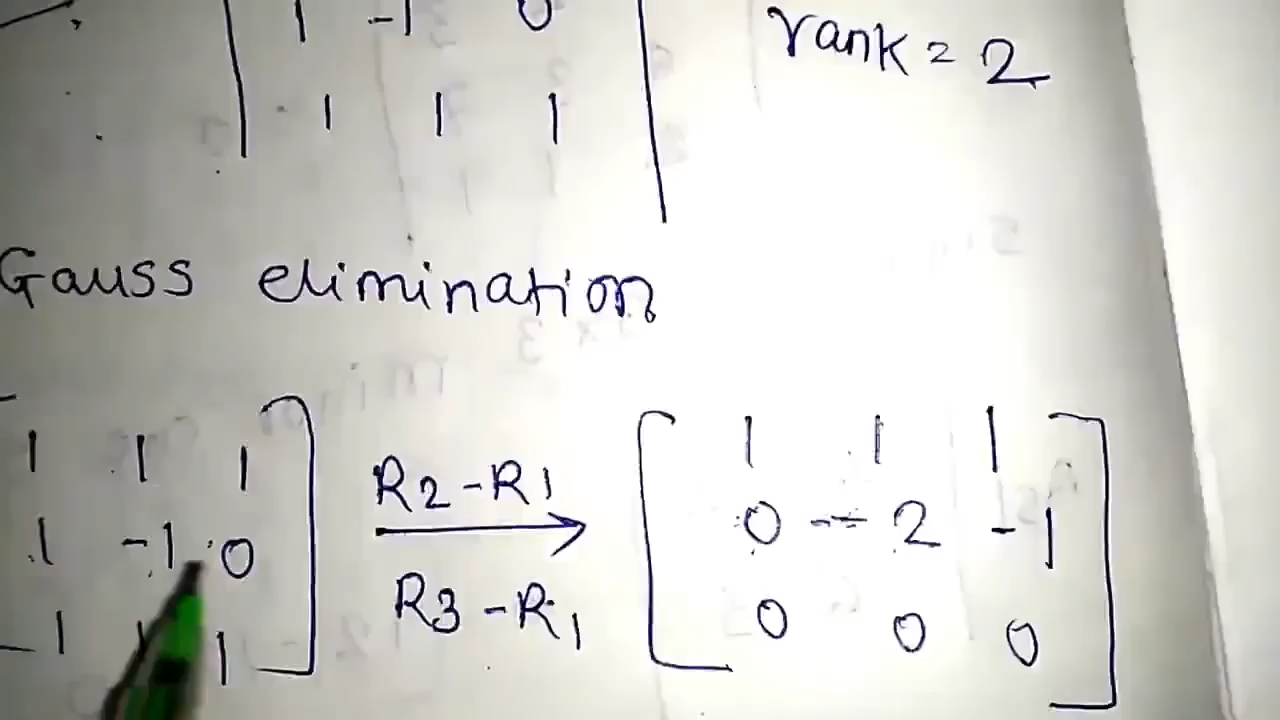 1 -1 0
rank = 2
1 1 1
Gauss elimination
1 1 1
1 -1 0
1 1 1
R2 - R1
R3 - R1
1 1 1
0 -2 -1
0 0 0